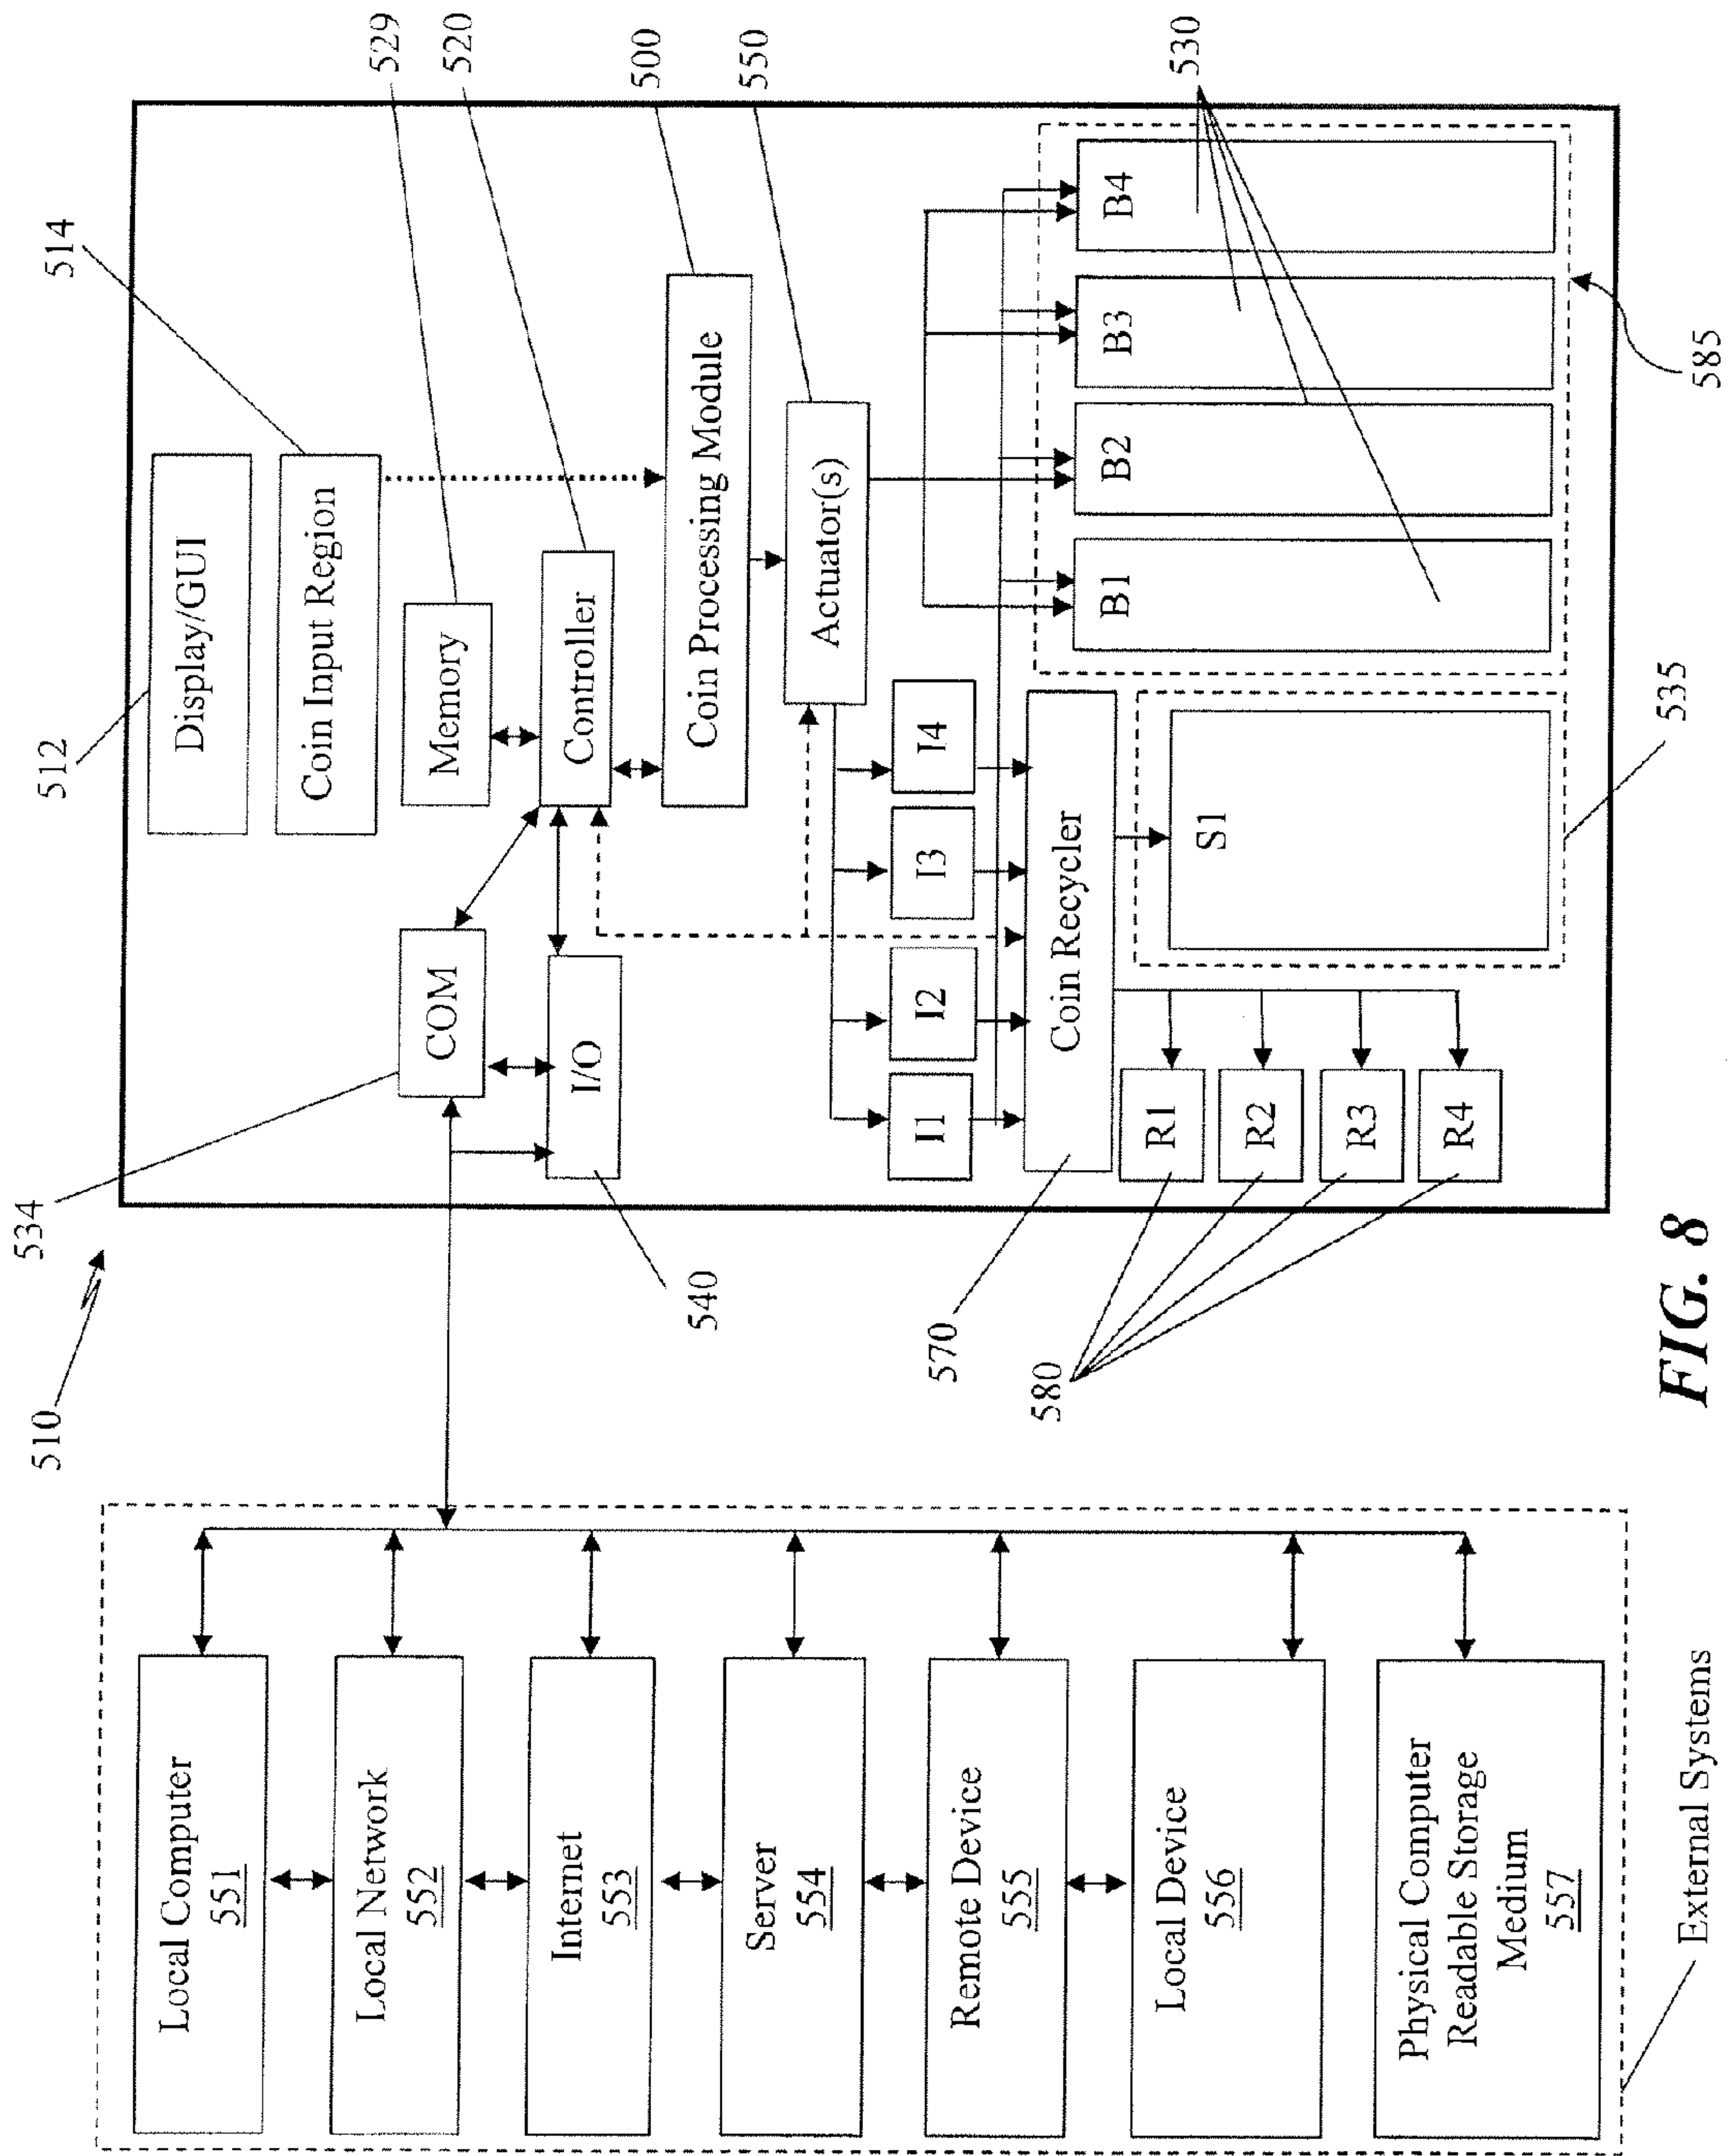 510
512
514
529
520
500
550
530
534
540
570
580
535
585
Display/GUI
Coin Input Region
Memory
Controller
COM
I/O
Coin Processing Module
Actuator(s)
I1
I2
I3
I4
Coin Recycler
R1
R2
R3
R4
S1
B1
B2
B3
B4
Local Computer
551
Local Network
552
Internet
553
Server
554
Remote Device
555
Local Device
556
Physical Computer
Readable Storage
Medium
557
External Systems
FIG. 8